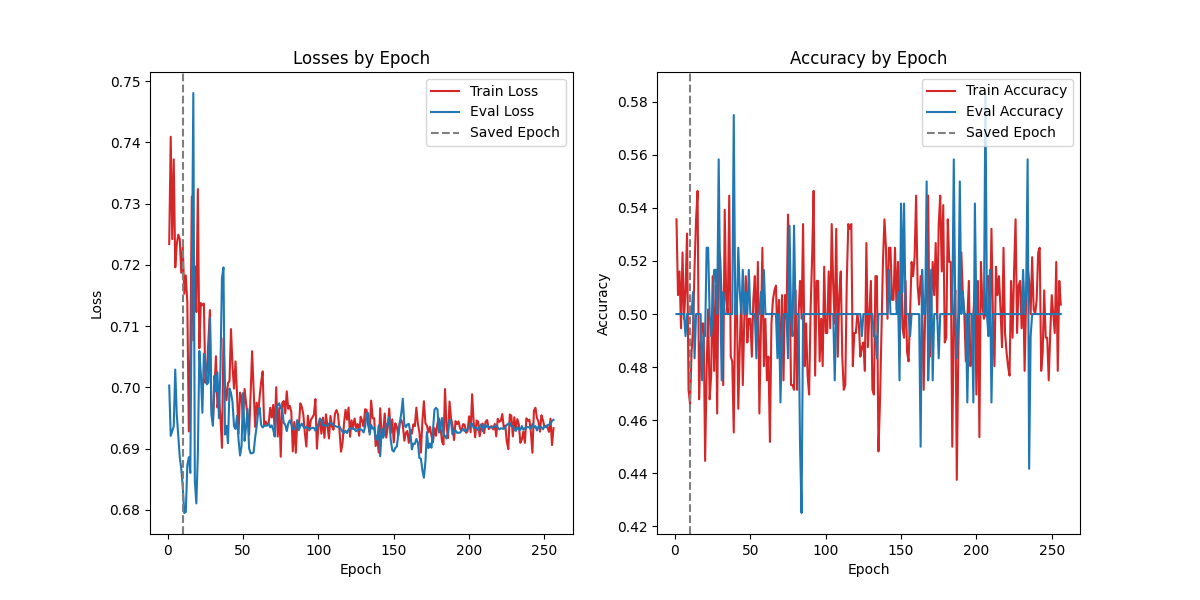 Losses by Epoch
0.75
0.74
0.73
0.72
0.71
0.70
0.69
0.68
Loss
0
50
100
150
200
250
Epoch
Train Loss
Eval Loss
Saved Epoch
Accuracy by Epoch
0.58
0.56
0.54
0.52
0.50
0.48
0.46
0.44
0.42
Accuracy
0
50
100
150
200
250
Epoch
Train Accuracy
Eval Accuracy
Saved Epoch